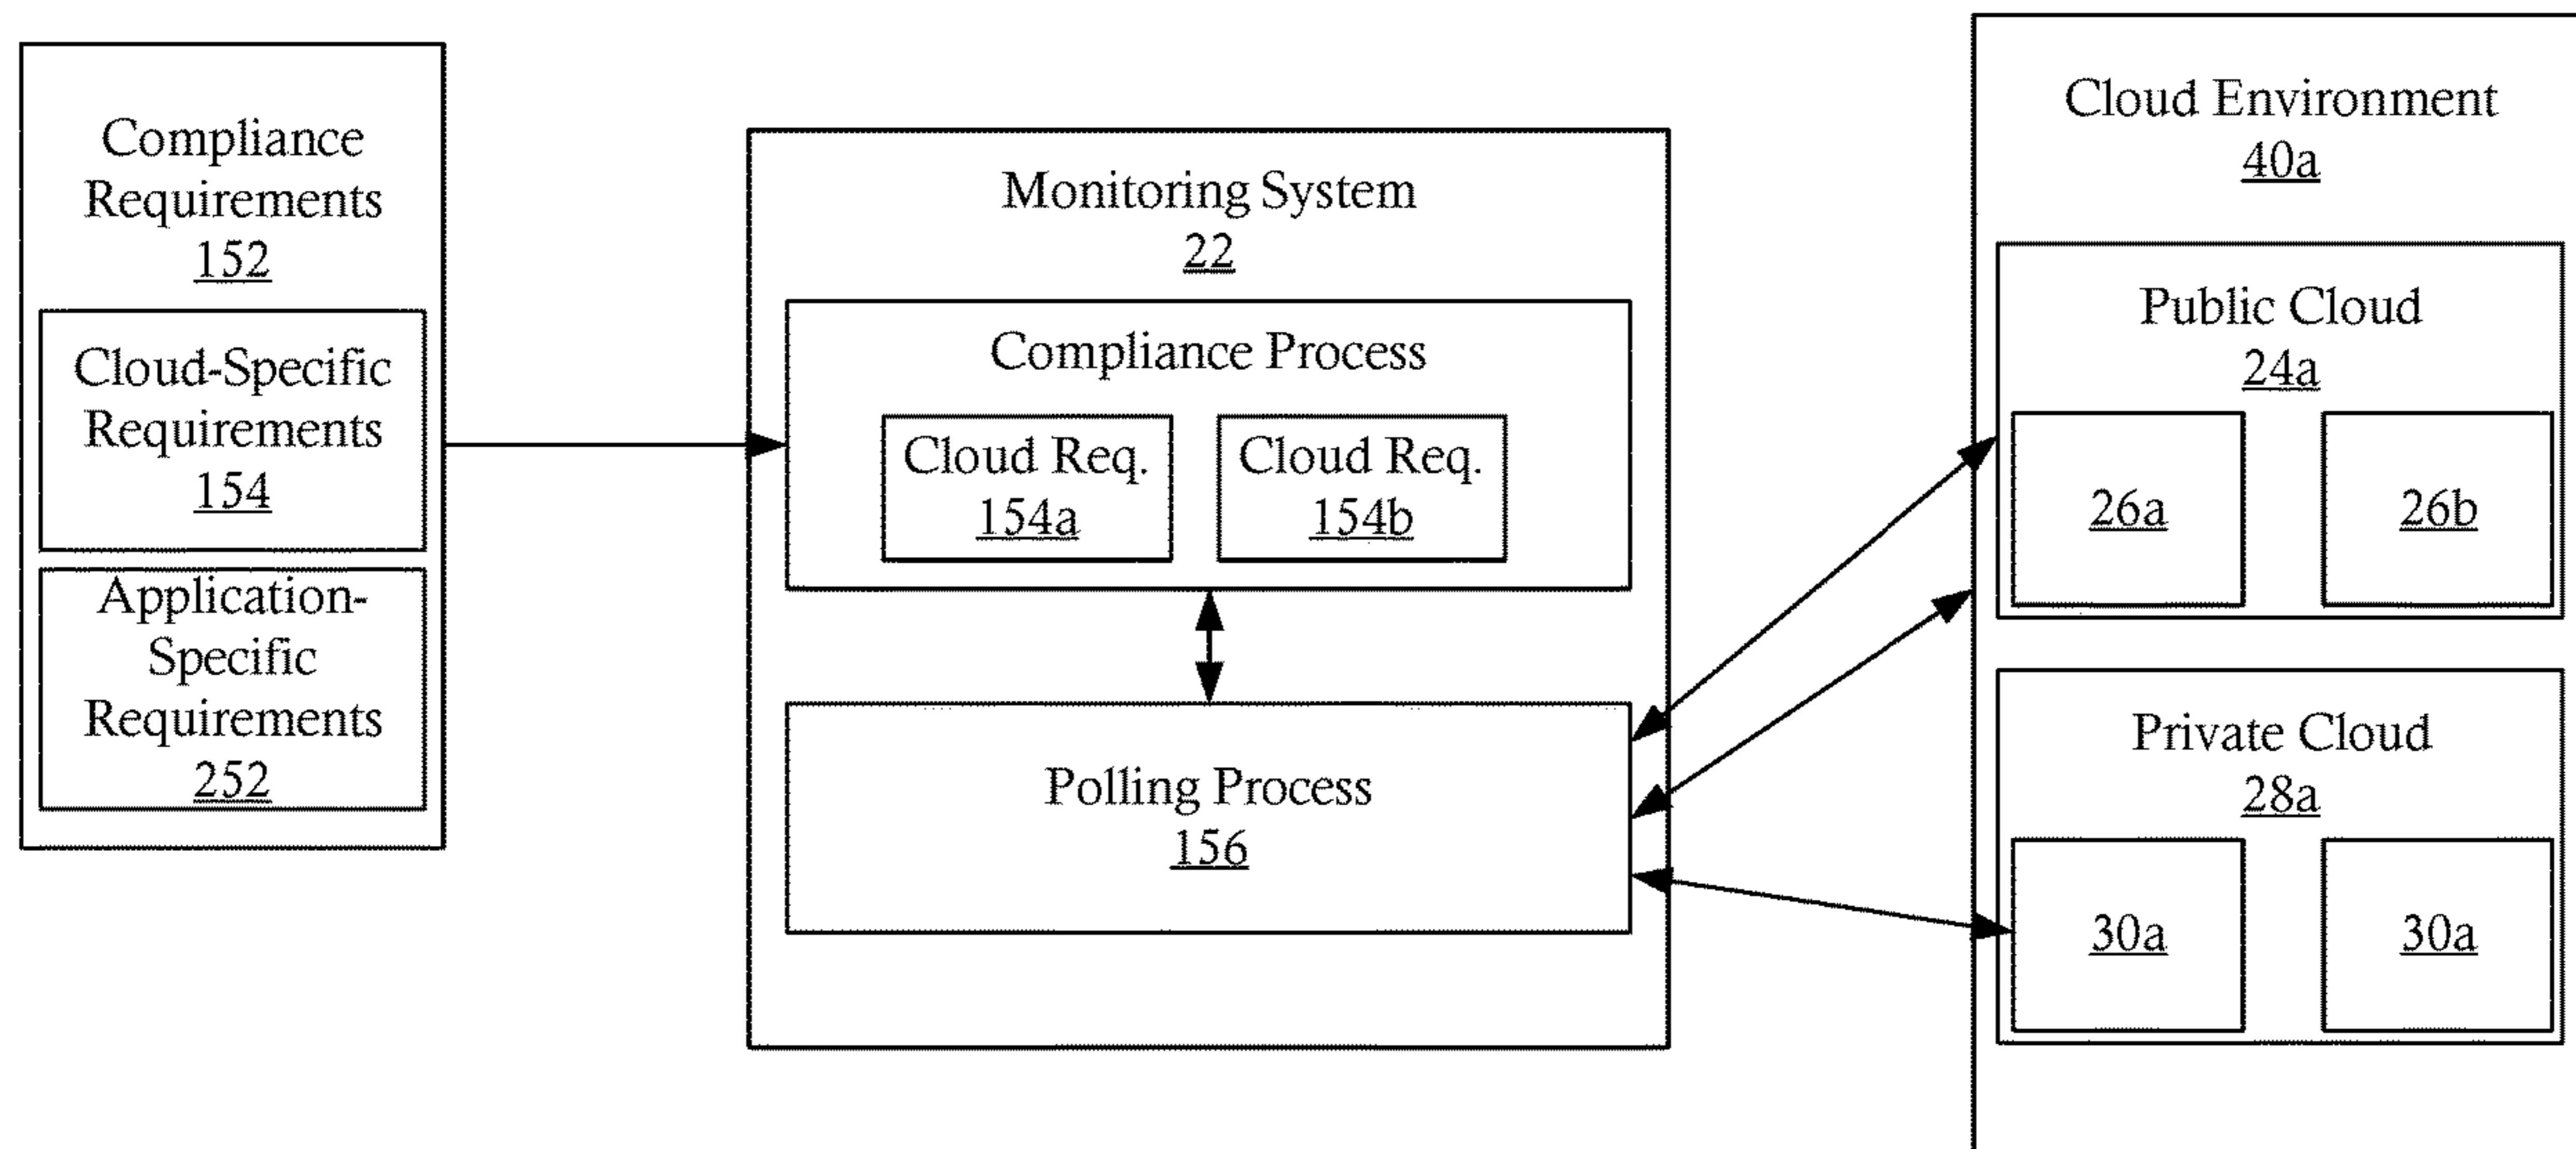 Compliance
Requirements
152
Cloud-Specific
Requirements
154
Application-
Specific
Requirements
252
Monitoring System
22
Compliance Process
Cloud Req.
154a
Cloud Req.
154b
Polling Process
156
Cloud Environment
40a
Public Cloud
24a
26a
26b
Private Cloud
28a
30a
30a